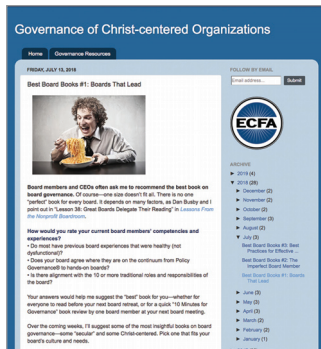 Governance of Christ-centered Organizations
Home
Governance Resources
FRIDAY, JULY 13, 2018
Best Board Books #1: Boards That Lead
Board members and CEOs often ask me to recommend the best book on
board governance. Of course—one size doesn't fit all. There is no one
"perfect" book for every board. It depends on many factors, as Dan Busby and I
point out in "Lesson 38: Great Boards Delegate Their Reading" in Lessons From
the Nonprofit Boardroom.
How would you rate your current board members' competencies and
experiences?
• Do most have previous board experiences that were healthy (not
dysfunctional)?
• Does your board agree where they are on the continuum from Policy
Governance® to hands-on boards?
• Is there alignment with the 10 or more traditional roles and responsibilities of
the board?
Your answers would help me suggest the "best" book for you—whether for
everyone to read before your next board retreat, or for a quick "10 Minutes for
Governance" book review by one board member at your next board meeting.
Over the coming weeks, I'll suggest some of the most insightful books on board
governance—some "secular" and some Christ-centered. Pick one that fits your
board's culture and needs.
FOLLOW BY EMAIL
Email address...
Submit
ECFA
ARCHIVE
► 2019 (4)
▼ 2018 (28)
► December (2)
► November (2)
► October (2)
► September (3)
► August (2)
▼ July (3)
Best Board Books #3: Best
Practices for Effective ...
Best Board Books #2: The
Imperfect Board Member
Best Board Books #1: Boards
That Lead
► June (3)
► May (3)
► April (3)
► March (2)
► February (2)
► January (1)